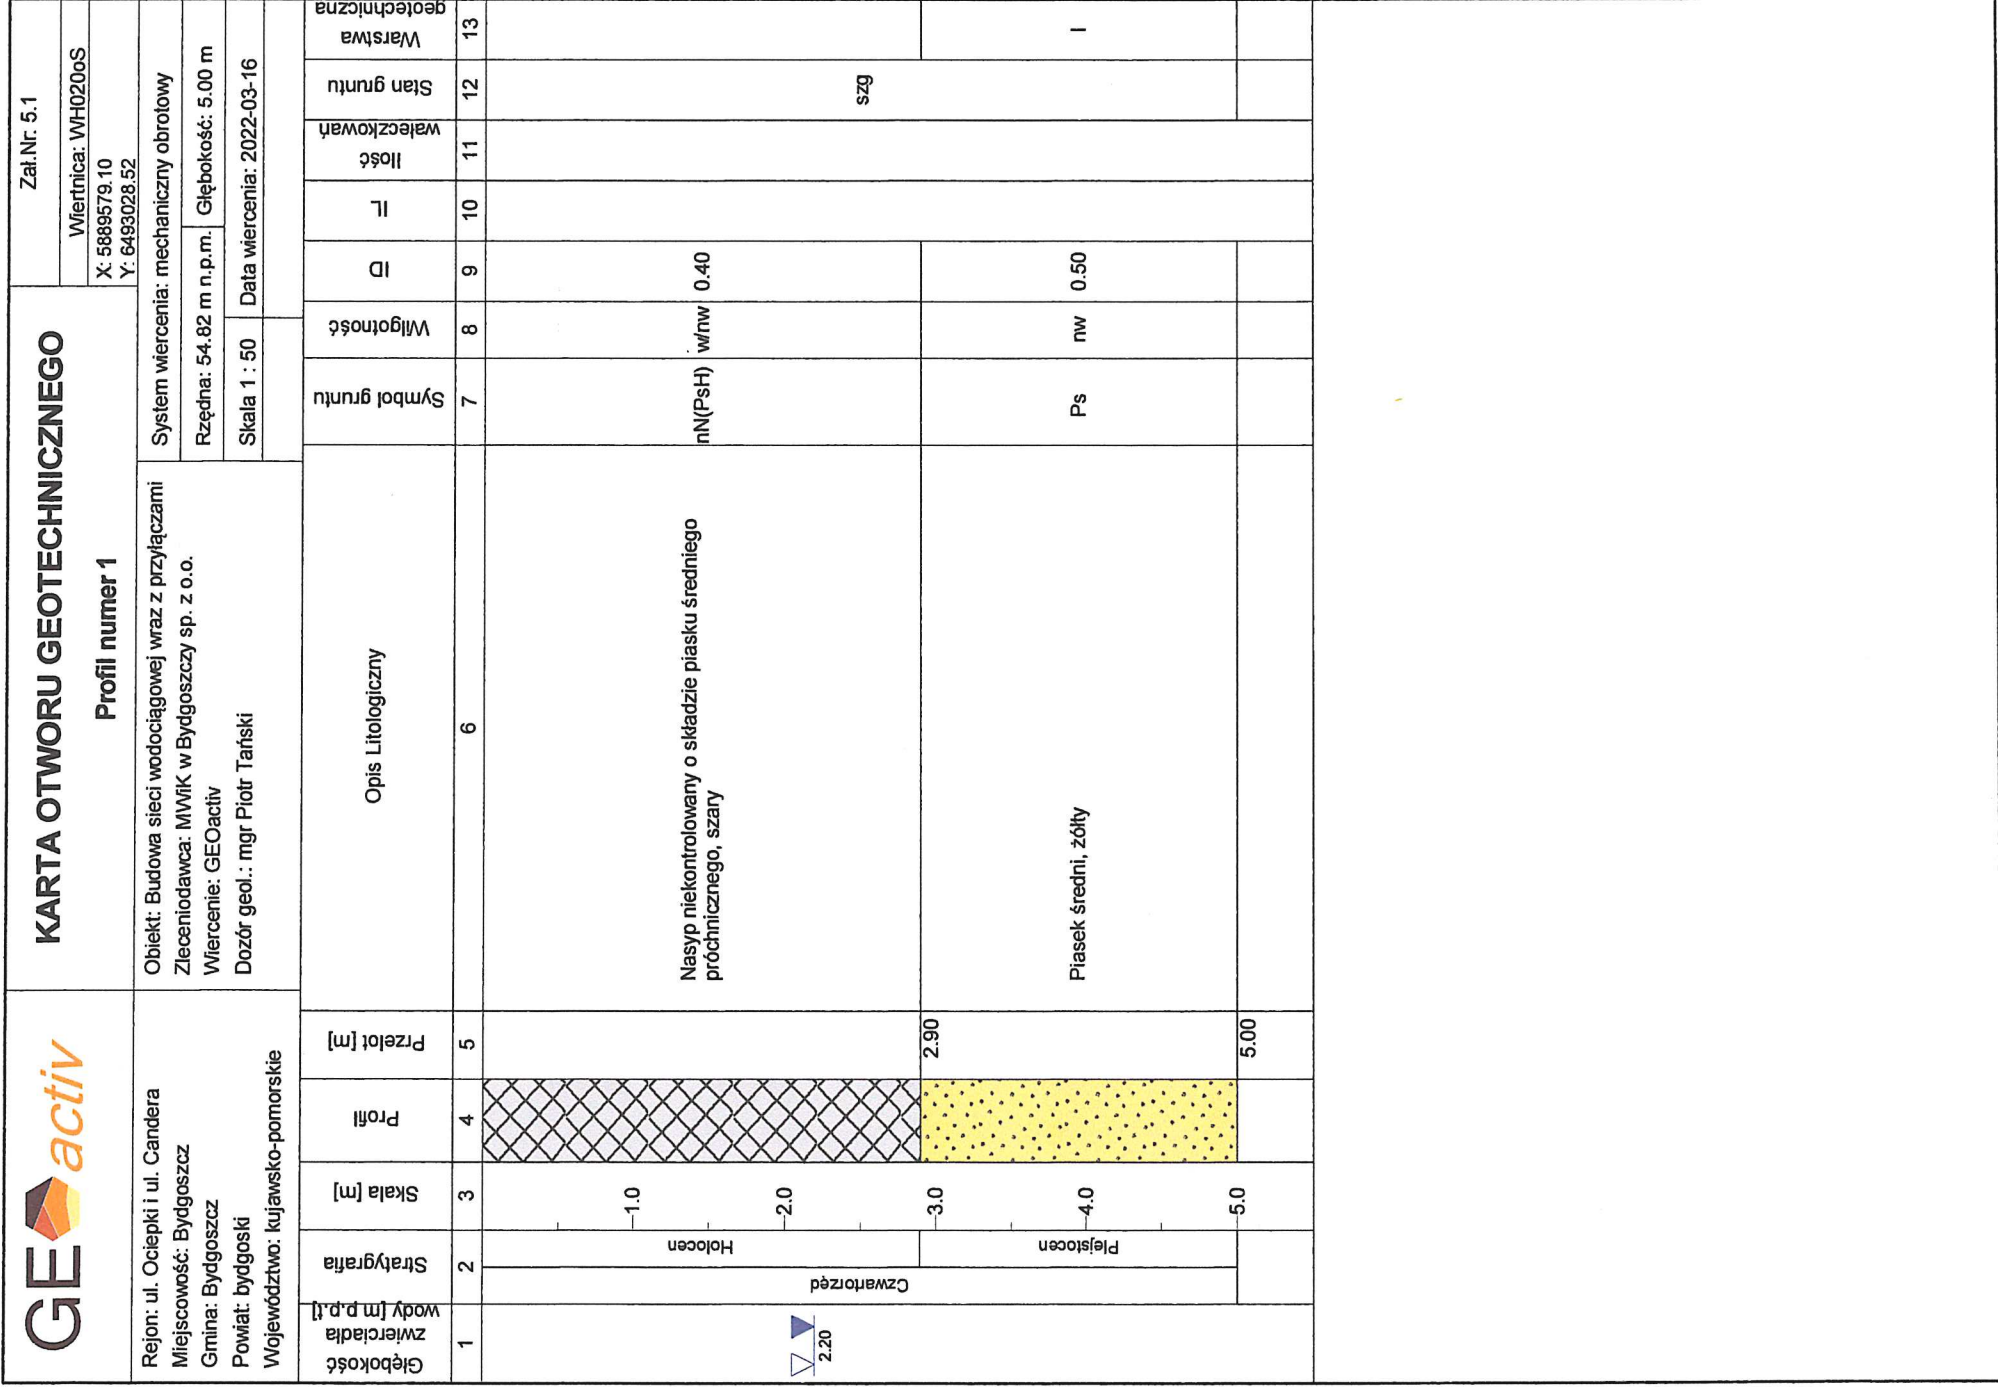 GEOactiv
KARTA OTWORU GEOTECHNICZNEGO
Profil numer 1
Zał.Nr: 5.1
Wiertnica: WH020oS
X: 5889579.10
Y: 6493028.52
Rejon: ul. Ociepki i ul. Candera
Miejscowość: Bydgoszcz
Gmina: Bydgoszcz
Powiat: bydgoski
Województwo: kujawsko-pomorskie
Obiekt: Budowa sieci wodociągowej wraz z przyłączami
Zleceniodawca: MWiK w Bydgoszczy sp. z o.o.
Wiercenie: GEOactiv
Dozór geol.: mgr Piotr Tański
System wiercenia: mechaniczny obrotowy
Rzędna: 54.82 m n.p.m. Głębokość: 5.00 m
Skala 1 : 50 Data wiercenia: 2022-03-16
Głębokość
zwierciadła
wody [m p.p.t]
Stratygrafia
Skala [m]
Profil
Przelot [m]
Opis Litologiczny
Symbol gruntu
Wilgotność
ID
IL
Ilość
wałeczkowań
Stan gruntu
Warstwa
geotechniczna
1 2 3 4 5 6 7 8 9 10 11 12 13
2.20
Czwartorzęd
Holocen
Plejstocen
1.0
2.0
3.0
4.0
5.0
2.90
5.00
Nasyp niekontrolowany o składzie piasku średniego
próchnicznego, szary
nN(PsH) w/nw 0.40
szg
Piasek średni, żółty
Ps nw 0.50 I